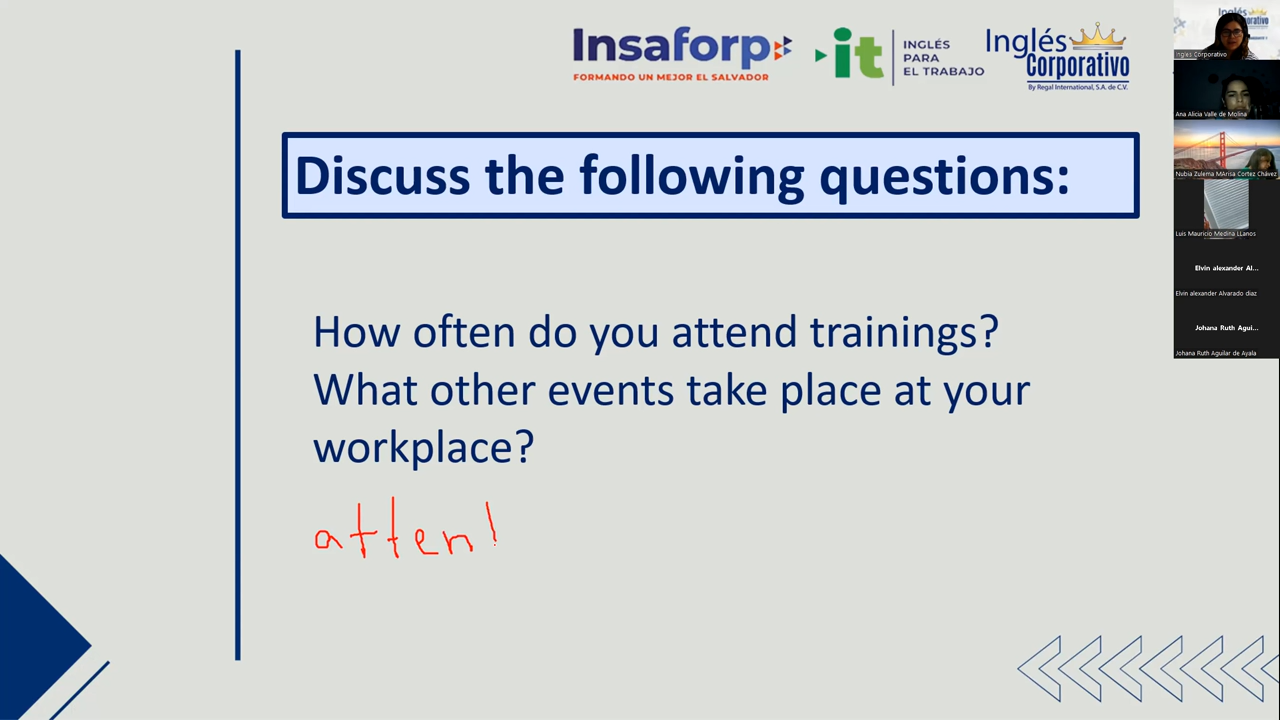 Insaforp
FORMANDO UN MEJOR EL SALVADOR
it
INGLÉS
PARA
EL TRABAJO
Inglés
Corporativo
By Regal International, S.A. de C.V.
Discuss the following questions:
How often do you attend trainings?
What other events take place at your
workplace?
atten
Inglés Corporativo
Ana Alicia Valle de Molina
Nubia Zulema MArisa Cortez Chávez
Luis Mauricio Medina LLanos
Elvin alexander Al...
Elvin alexander Alvarado diaz
Johana Ruth Agui...
Johana Ruth Aguilar de Ayala